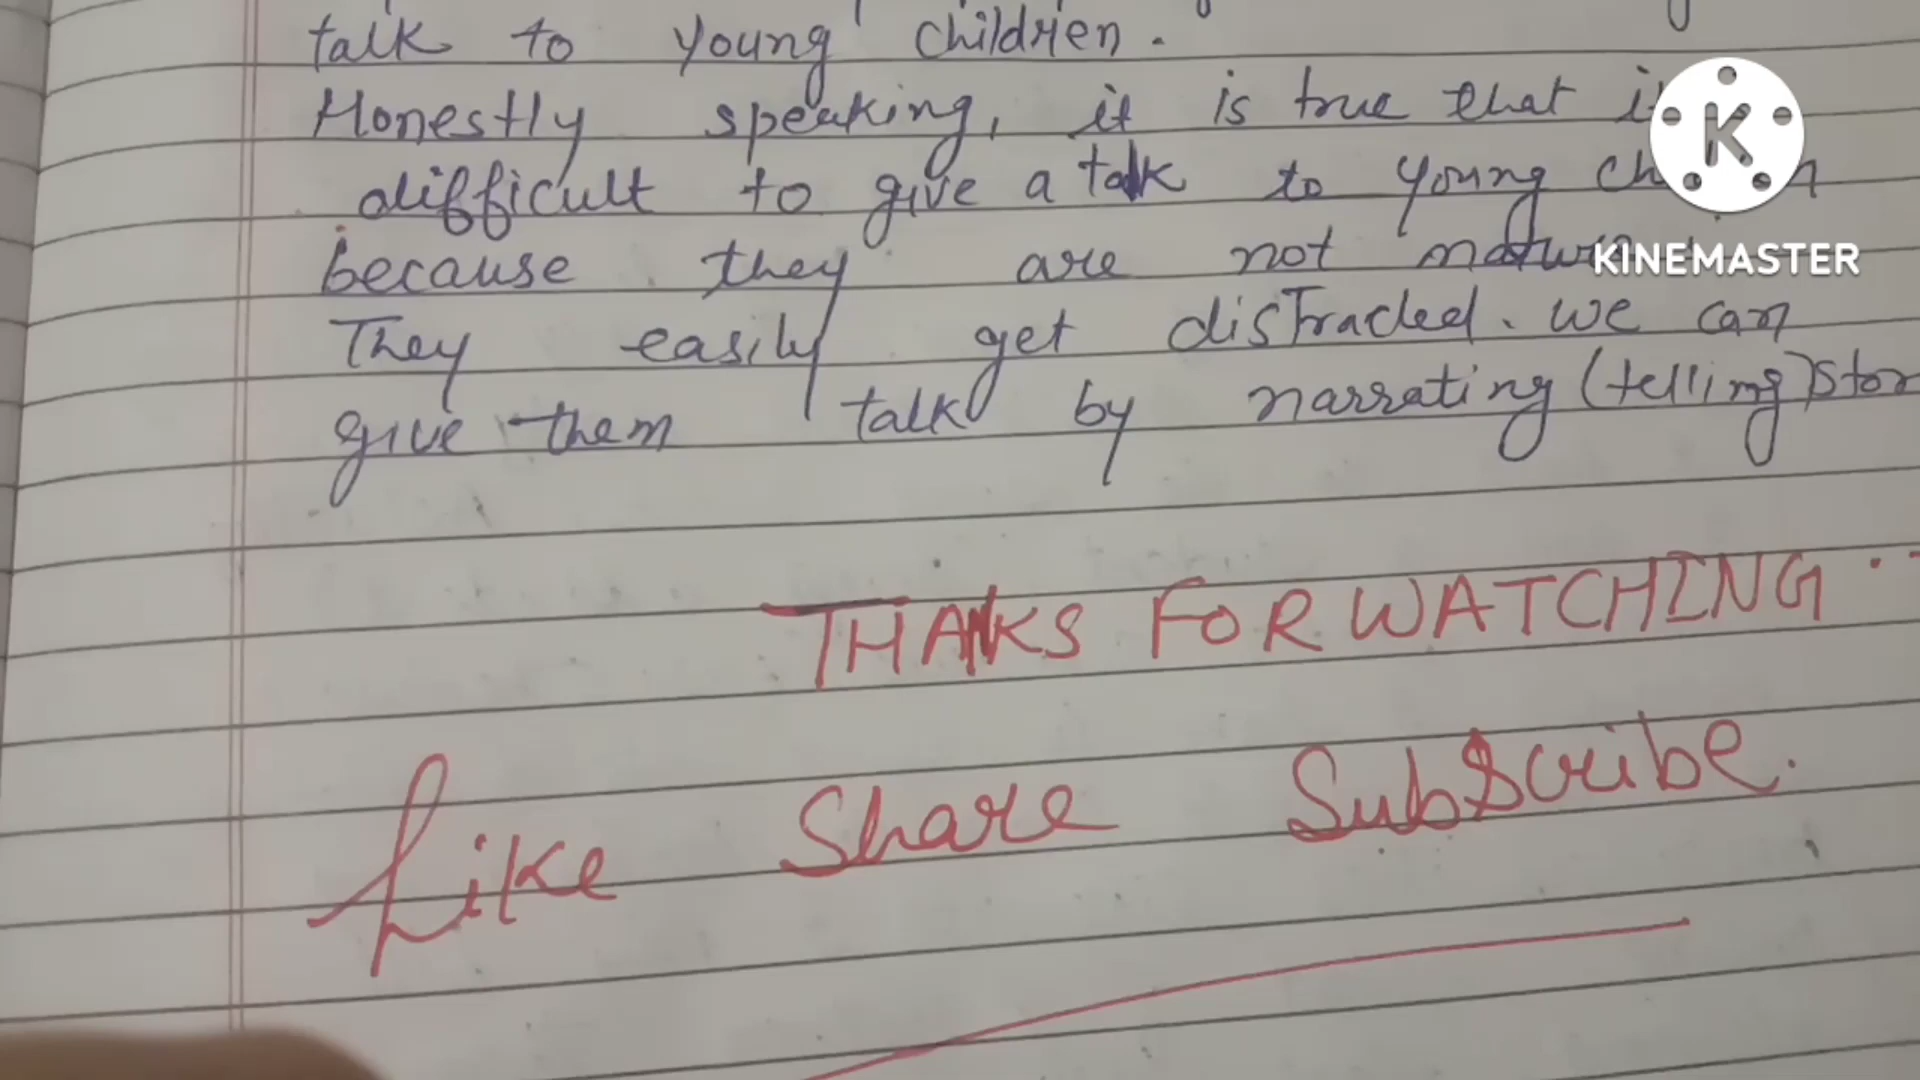 talk to young children.
Honestly speaking, it is true that
difficult to give a talk to young
because they are not
They easily get distracted. we can
give them talk by narrating (telling)
THANKS FOR WATCHING..
Like Share Subscribe.
K
KINEMASTER